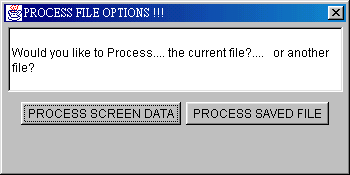 PROCESS FILE OPTIONS !!!
Would you like to Process.... the current file?.... or another
file?
PROCESS SCREEN DATA
PROCESS SAVED FILE